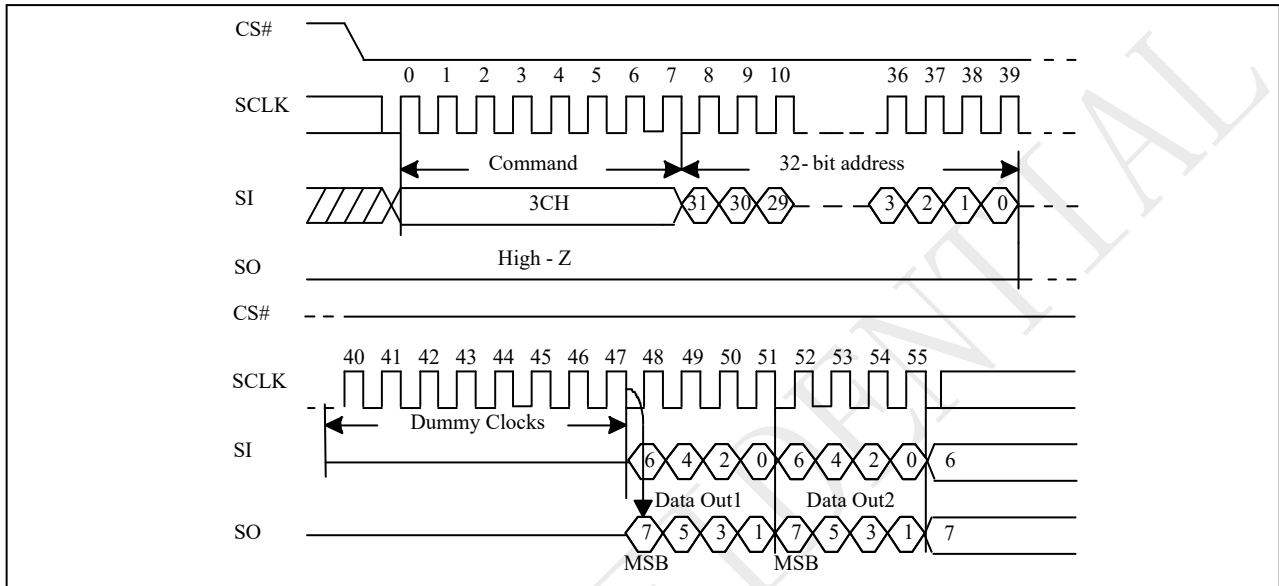 CS#
0 1 2 3 4 5 6 7 8 9 10 36 37 38 39
SCLK
Command 32- bit address
SI 3CH 31 30 29 3 2 1 0
High - Z
SO
CS#
40 41 42 43 44 45 46 47 48 49 50 51 52 53 54 55
SCLK
Dummy Clocks
SI 6 4 2 0 6 4 2 0 6
Data Out1 Data Out2
SO 7 5 3 1 7 5 3 1 7
MSB MSB